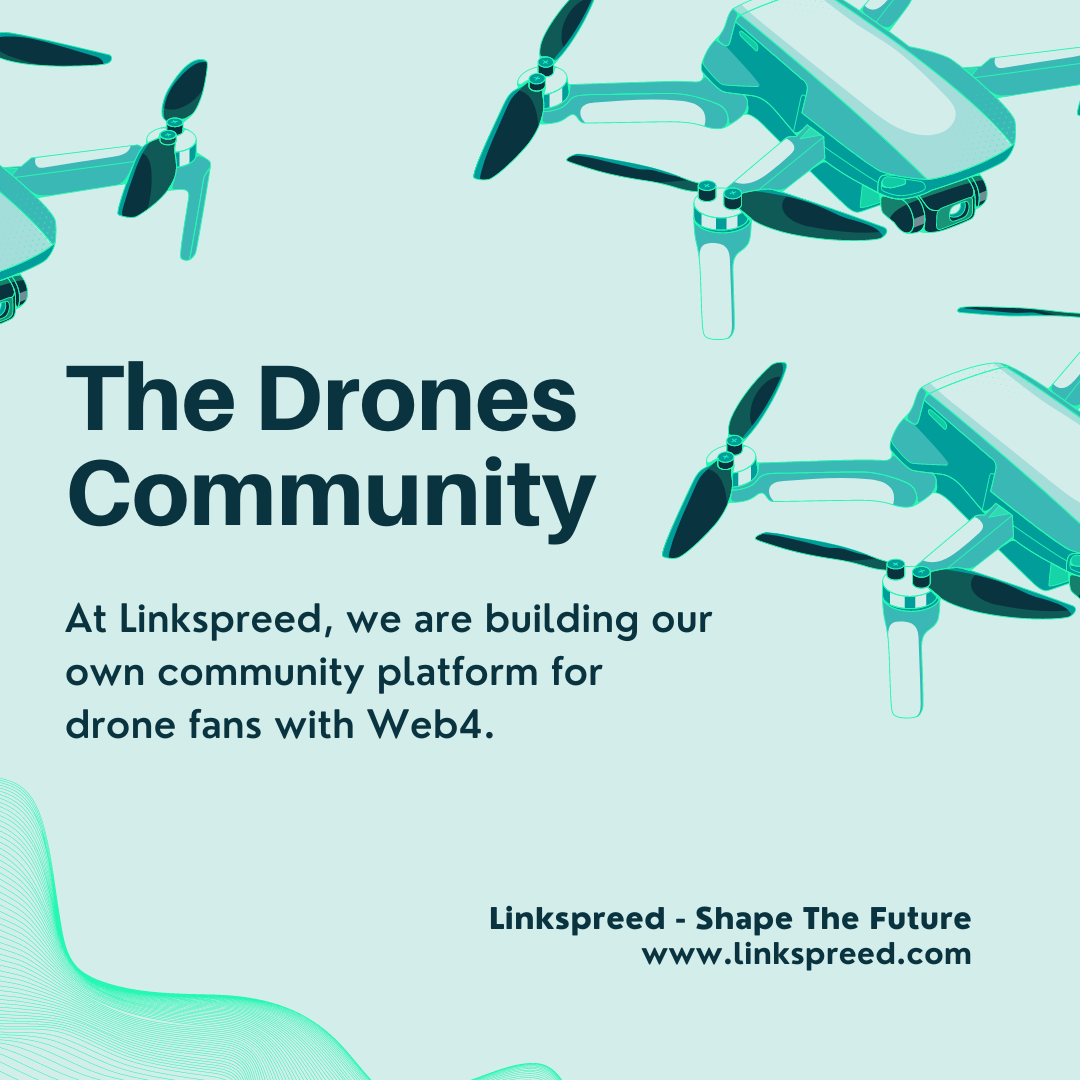 The Drones
Community
At Linkspreed, we are building our
own community platform for
drone fans with Web4.
Linkspreed - Shape The Future
www.linkspreed.com